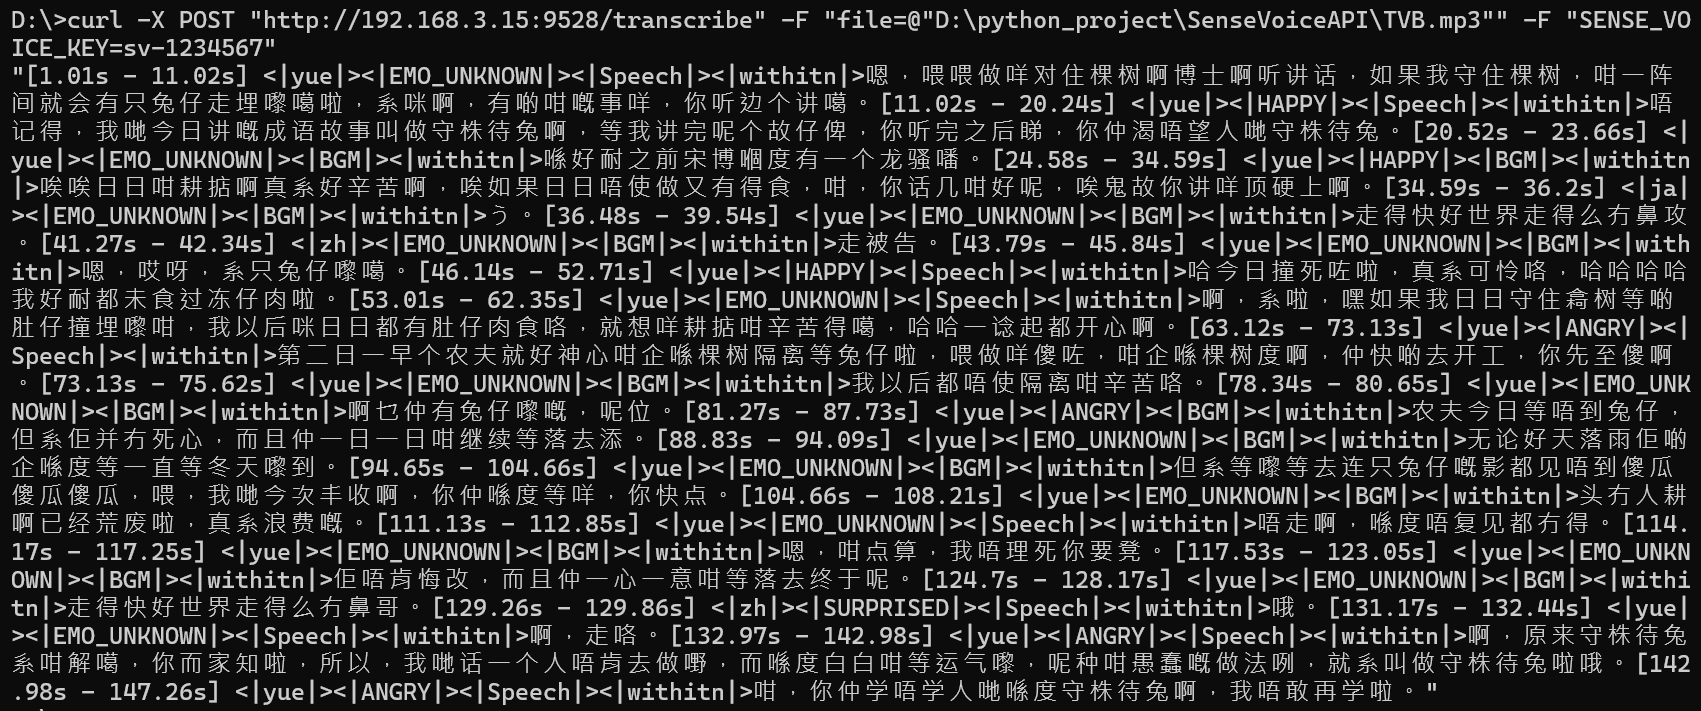 D:\>curl -X POST "http://192.168.3.15:9528/transcribe" -F "file=@"D:\python_project\SenseVoiceAPI\TVB.mp3"" -F "SENSE_VO
ICE_KEY=sv-1234567"
"[1.01s - 11.02s] <|yue|><|EMO_UNKNOWN|><|Speech|><|withitn|>嗯，喂喂做咩对住棵树啊博士啊听讲话，如果我守住棵树，咁一阵
间就会有只兔仔走埋嚟噶啦，系咪啊，有啲咁嘅事咩，你听边个讲噶。[11.02s - 20.24s] <|yue|><|HAPPY|><|Speech|><|withitn|>唔
记得，我哋今日讲嘅成语故事叫做守株待兔啊，等我讲完呢个故仔俾，你听完之后睇，你仲渴唔望人哋守株待兔。[20.52s - 23.66s] <|
yue|><|EMO_UNKNOWN|><|BGM|><|withitn|>喺好耐之前宋博嗰度有一个龙骚噃。[24.58s - 34.59s] <|yue|><|HAPPY|><|BGM|><|withitn
|>唉唉日日咁耕掂啊真系好辛苦啊，唉如果日日唔使做又有得食，咁，你话几咁好呢，唉鬼故你讲咩顶硬上啊。[34.59s - 36.2s] <|ja|
><|EMO_UNKNOWN|><|BGM|><|withitn|>う。[36.48s - 39.54s] <|yue|><|EMO_UNKNOWN|><|BGM|><|withitn|>走得快好世界走得么冇鼻攻
。[41.27s - 42.34s] <|zh|><|EMO_UNKNOWN|><|BGM|><|withitn|>走被告。[43.79s - 45.84s] <|yue|><|EMO_UNKNOWN|><|BGM|><|with
itn|>嗯，哎呀，系只兔仔嚟噶。[46.14s - 52.71s] <|yue|><|HAPPY|><|Speech|><|withitn|>哈今日撞死咗啦，真系可怜咯，哈哈哈哈
我好耐都未食过冻仔肉啦。[53.01s - 62.35s] <|yue|><|EMO_UNKNOWN|><|Speech|><|withitn|>啊，系啦，嘿如果我日日守住樖树等啲
肚仔撞埋嚟咁，我以后咪日日都有肚仔肉食咯，就想咩耕掂咁辛苦得噶，哈哈一谂起都开心啊。[63.12s - 73.13s] <|yue|><|ANGRY|><|
Speech|><|withitn|>第二日一早个农夫就好神心咁企喺棵树隔离等兔仔啦，喂做咩傻咗，咁企喺棵树度啊，仲快啲去开工，你先至傻啊
。[73.13s - 75.62s] <|yue|><|EMO_UNKNOWN|><|BGM|><|withitn|>我以后都唔使隔离咁辛苦咯。[78.34s - 80.65s] <|yue|><|EMO_UNK
NOWN|><|BGM|><|withitn|>啊乜仲有兔仔嚟嘅，呢位。[81.27s - 87.73s] <|yue|><|ANGRY|><|BGM|><|withitn|>农夫今日等唔到兔仔，
但系佢并冇死心，而且仲一日一日咁继续等落去添。[88.83s - 94.09s] <|yue|><|EMO_UNKNOWN|><|BGM|><|withitn|>无论好天落雨佢啲
企喺度等一直等冬天嚟到。[94.65s - 104.66s] <|yue|><|EMO_UNKNOWN|><|BGM|><|withitn|>但系等嚟等去连只兔仔嘅影都见唔到傻瓜
傻瓜傻瓜，喂，我哋今次丰收啊，你仲喺度等咩，你快点。[104.66s - 108.21s] <|yue|><|EMO_UNKNOWN|><|BGM|><|withitn|>头冇人耕
啊已经荒废啦，真系浪费嘅。[111.13s - 112.85s] <|yue|><|EMO_UNKNOWN|><|Speech|><|withitn|>唔走啊，喺度唔复见都冇得。[114.
17s - 117.25s] <|yue|><|EMO_UNKNOWN|><|BGM|><|withitn|>嗯，咁点算，我唔理死你要凳。[117.53s - 123.05s] <|yue|><|EMO_UNKN
OWN|><|BGM|><|withitn|>佢唔肯悔改，而且仲一心一意咁等落去终于呢。[124.7s - 128.17s] <|yue|><|EMO_UNKNOWN|><|BGM|><|withi
tn|>走得快好世界走得么冇鼻哥。[129.26s - 129.86s] <|zh|><|SURPRISED|><|Speech|><|withitn|>哦。[131.17s - 132.44s] <|yue|
><|EMO_UNKNOWN|><|Speech|><|withitn|>啊，走咯。[132.97s - 142.98s] <|yue|><|ANGRY|><|Speech|><|withitn|>啊，原来守株待兔
系咁解噶，你而家知啦，所以，我哋话一个人唔肯去做嘢，而喺度白白咁等运气嚟，呢种咁愚蠢嘅做法咧，就系叫做守株待兔啦哦。[142
.98s - 147.26s] <|yue|><|ANGRY|><|Speech|><|withitn|>咁，你仲学唔学人哋喺度守株待兔啊，我唔敢再学啦。"